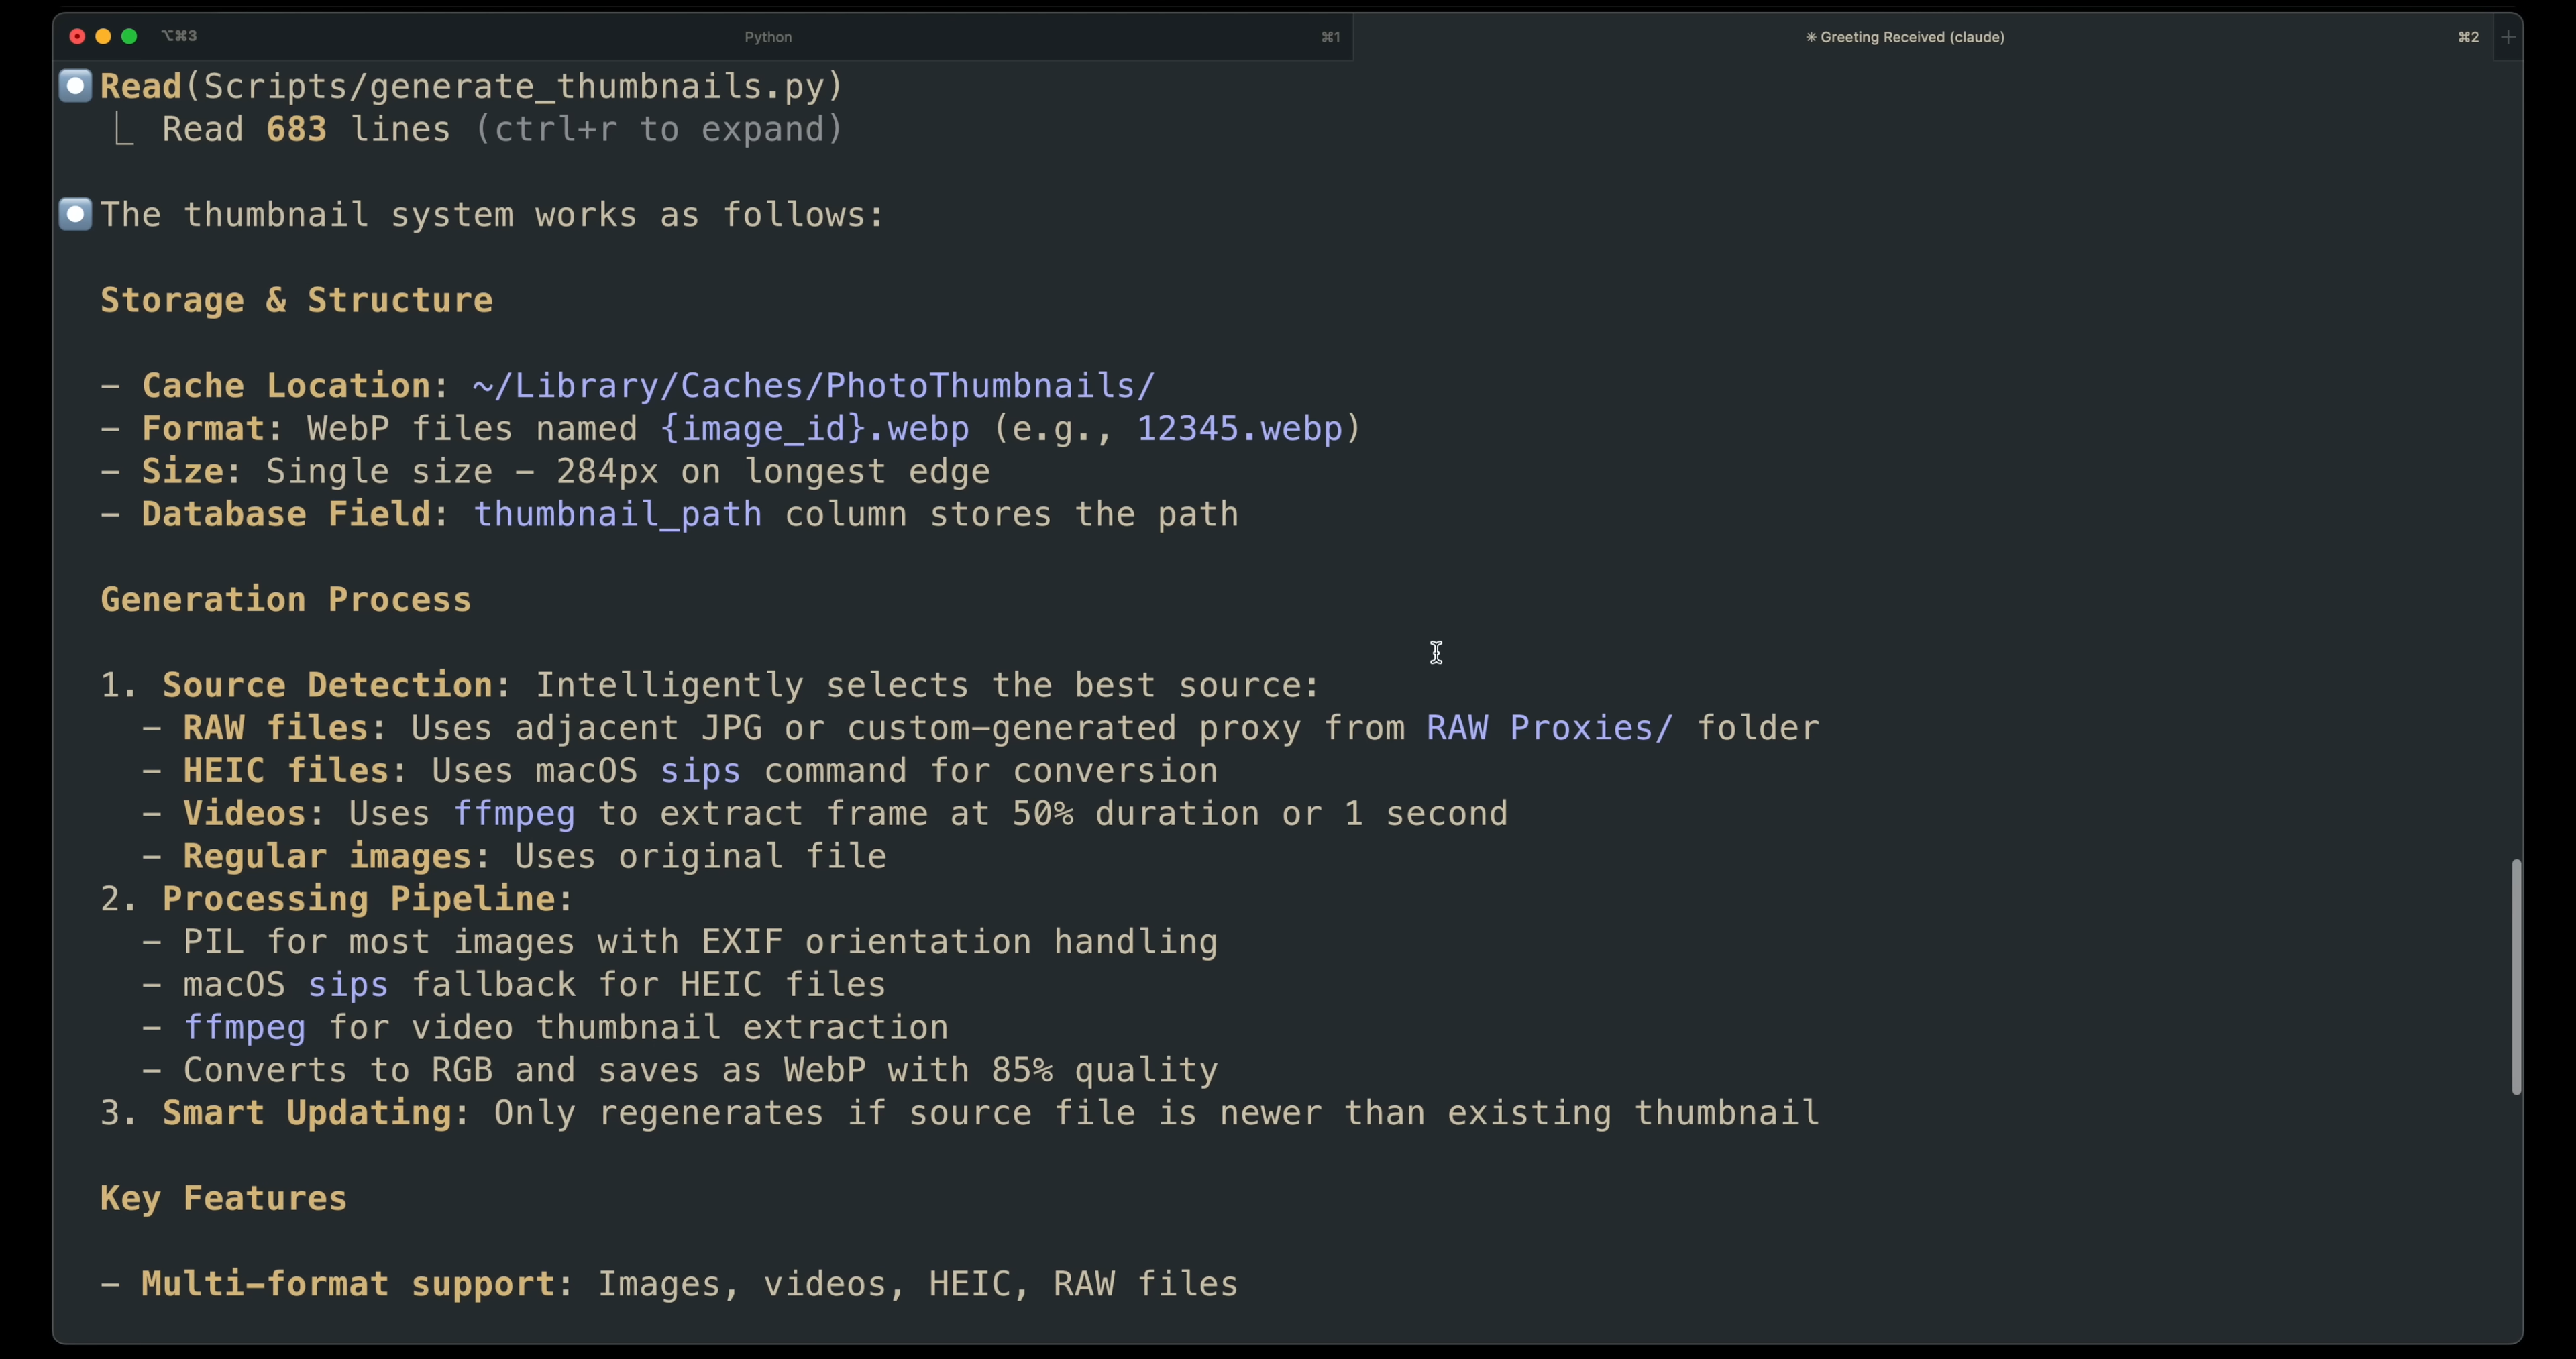 ⌥⌘3 Python ⌘1 ✳ Greeting Received (claude) ⌘2 +
Read(Scripts/generate_thumbnails.py)
⎿ Read 683 lines (ctrl+r to expand)
The thumbnail system works as follows:
Storage & Structure
- Cache Location: ~/Library/Caches/PhotoThumbnails/
- Format: WebP files named {image_id}.webp (e.g., 12345.webp)
- Size: Single size - 284px on longest edge
- Database Field: thumbnail_path column stores the path
Generation Process
1. Source Detection: Intelligently selects the best source:
- RAW files: Uses adjacent JPG or custom-generated proxy from RAW Proxies/ folder
- HEIC files: Uses macOS sips command for conversion
- Videos: Uses ffmpeg to extract frame at 50% duration or 1 second
- Regular images: Uses original file
2. Processing Pipeline:
- PIL for most images with EXIF orientation handling
- macOS sips fallback for HEIC files
- ffmpeg for video thumbnail extraction
- Converts to RGB and saves as WebP with 85% quality
3. Smart Updating: Only regenerates if source file is newer than existing thumbnail
Key Features
- Multi-format support: Images, videos, HEIC, RAW files